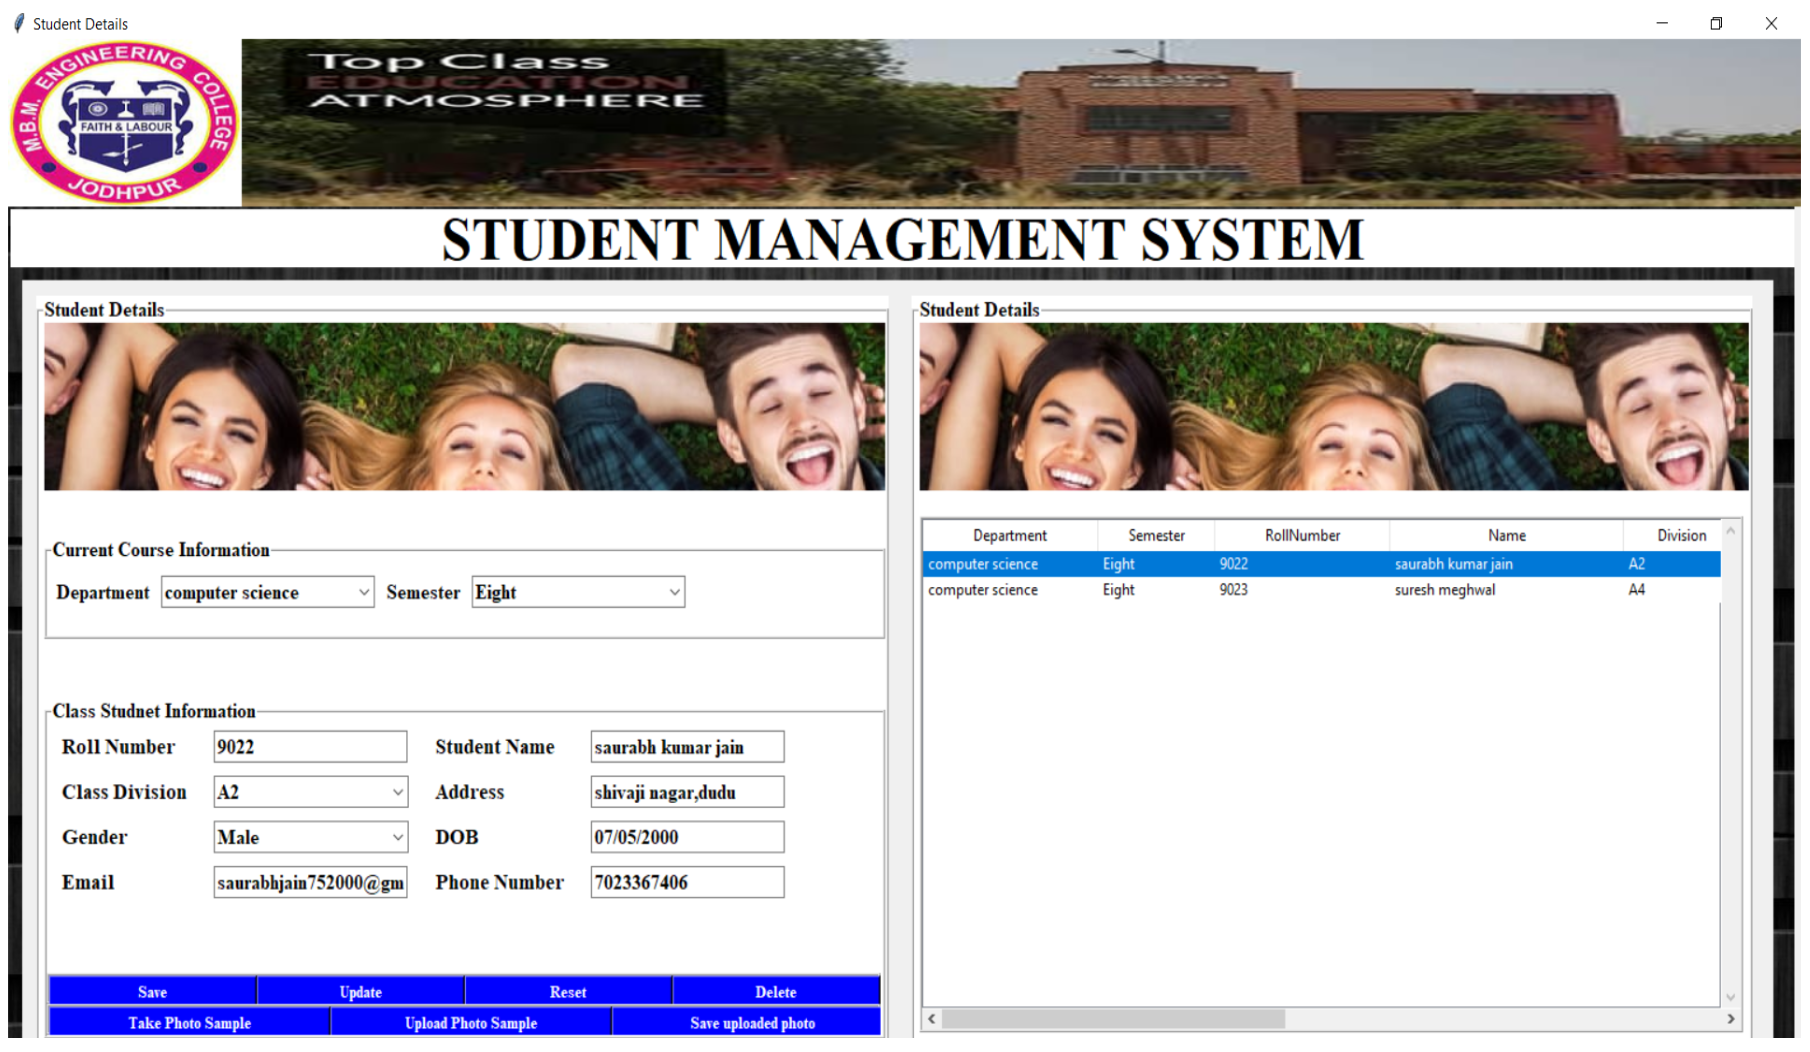 Student Details
M.B.M. ENGINEERING COLLEGE
FAITH & LABOUR
JODHPUR
Top Class
EDUCATION
ATMOSPHERE
STUDENT MANAGEMENT SYSTEM
Student Details
Current Course Information
Department computer science Semester Eight
Class Studnet Information
Roll Number 9022 Student Name saurabh kumar jain
Class Division A2 Address shivaji nagar,dudu
Gender Male DOB 07/05/2000
Email saurabhjain752000@gm Phone Number 7023367406
Save Update Reset Delete
Take Photo Sample Upload Photo Sample Save uploaded photo
Student Details
Department Semester RollNumber Name Division
computer science Eight 9022 saurabh kumar jain A2
computer science Eight 9023 suresh meghwal A4